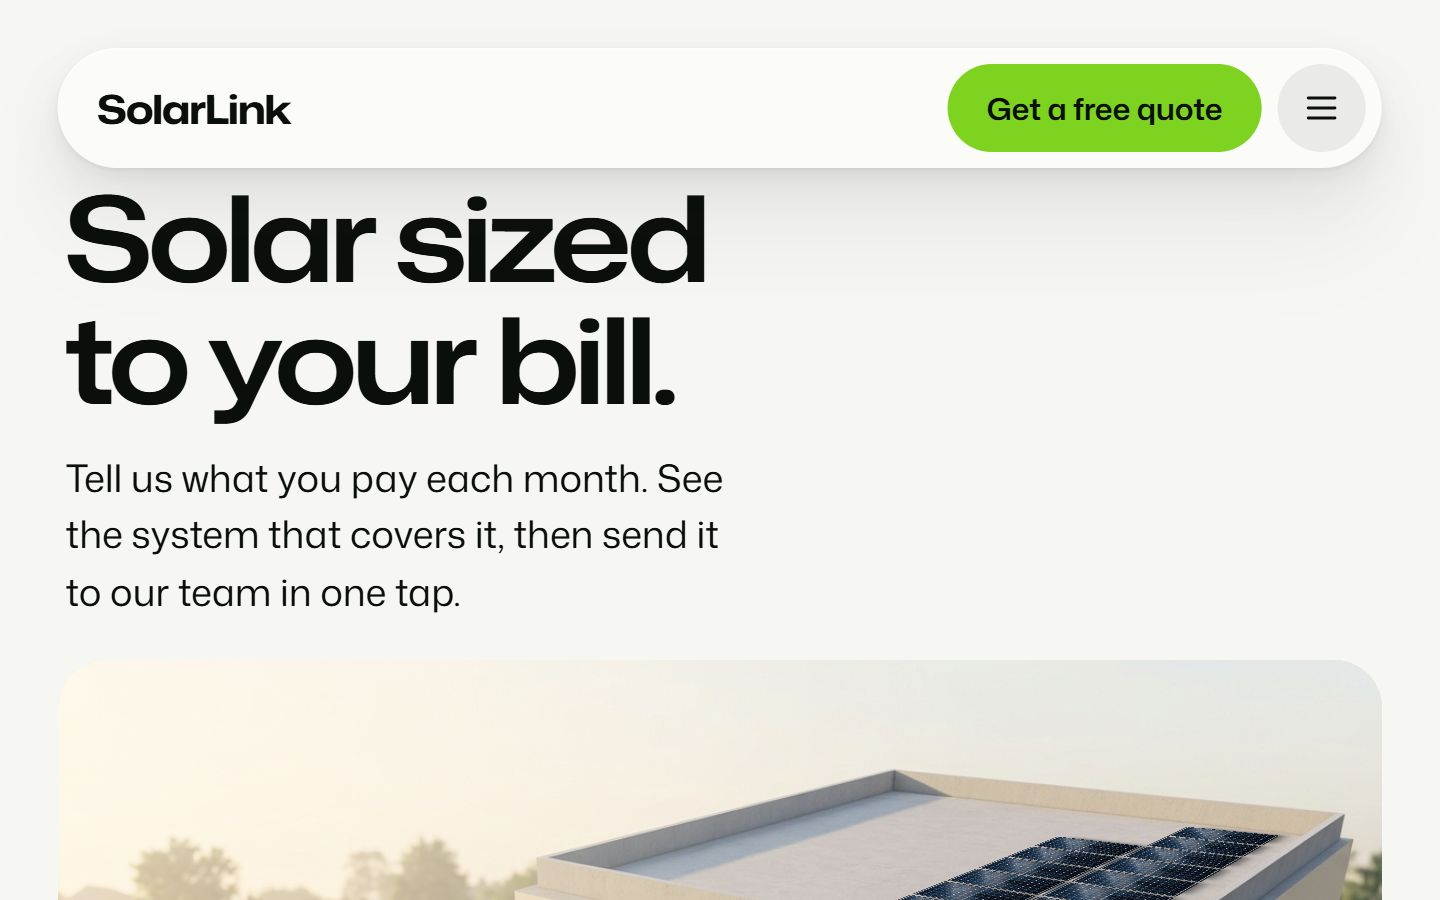 SolarLink
Get a free quote
Solar sized
to your bill.
Tell us what you pay each month. See
the system that covers it, then send it
to our team in one tap.